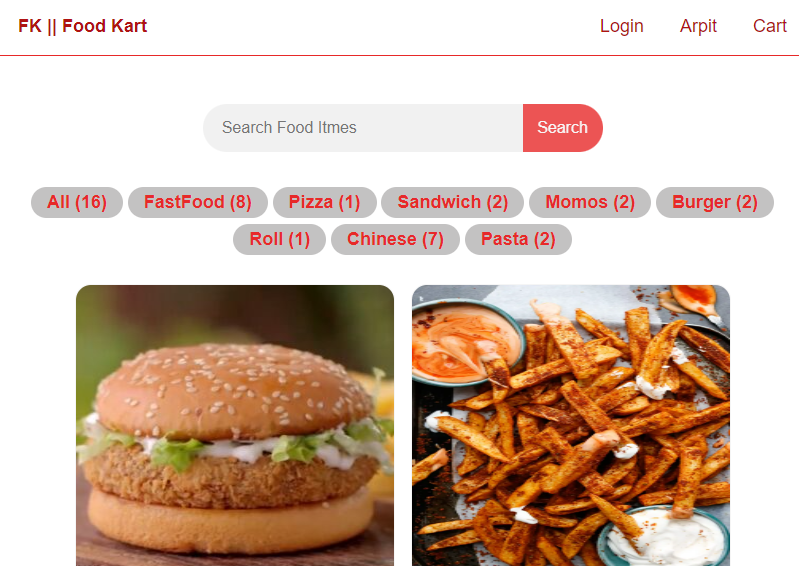 FK || Food Kart Login Arpit Cart
Search Food Itmes Search
All (16) FastFood (8) Pizza (1) Sandwich (2) Momos (2) Burger (2)
Roll (1) Chinese (7) Pasta (2)